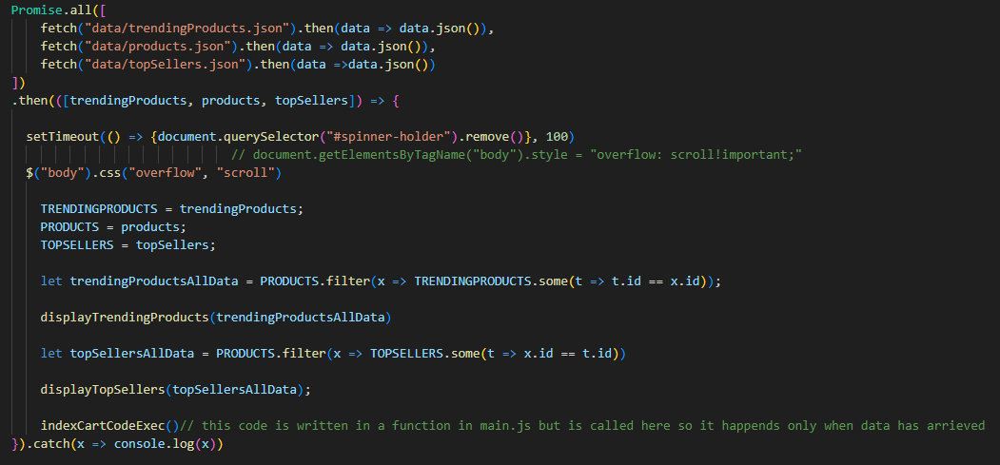 Promise.all([
fetch("data/trendingProducts.json").then(data => data.json()),
fetch("data/products.json").then(data => data.json()),
fetch("data/topSellers.json").then(data =>data.json())
])
.then(([trendingProducts, products, topSellers]) => {
setTimeout(() => {document.querySelector("#spinner-holder").remove()}, 100)
// document.getElementsByTagName("body").style = "overflow: scroll!important;"
$("body").css("overflow", "scroll")
TRENDINGPRODUCTS = trendingProducts;
PRODUCTS = products;
TOPSELLERS = topSellers;
let trendingProductsAllData = PRODUCTS.filter(x => TRENDINGPRODUCTS.some(t => t.id == x.id));
displayTrendingProducts(trendingProductsAllData)
let topSellersAllData = PRODUCTS.filter(x => TOPSELLERS.some(t => x.id == t.id))
displayTopSellers(topSellersAllData);
indexCartCodeExec()// this code is written in a function in main.js but is called here so it happends only when data has arrieved
}).catch(x => console.log(x))